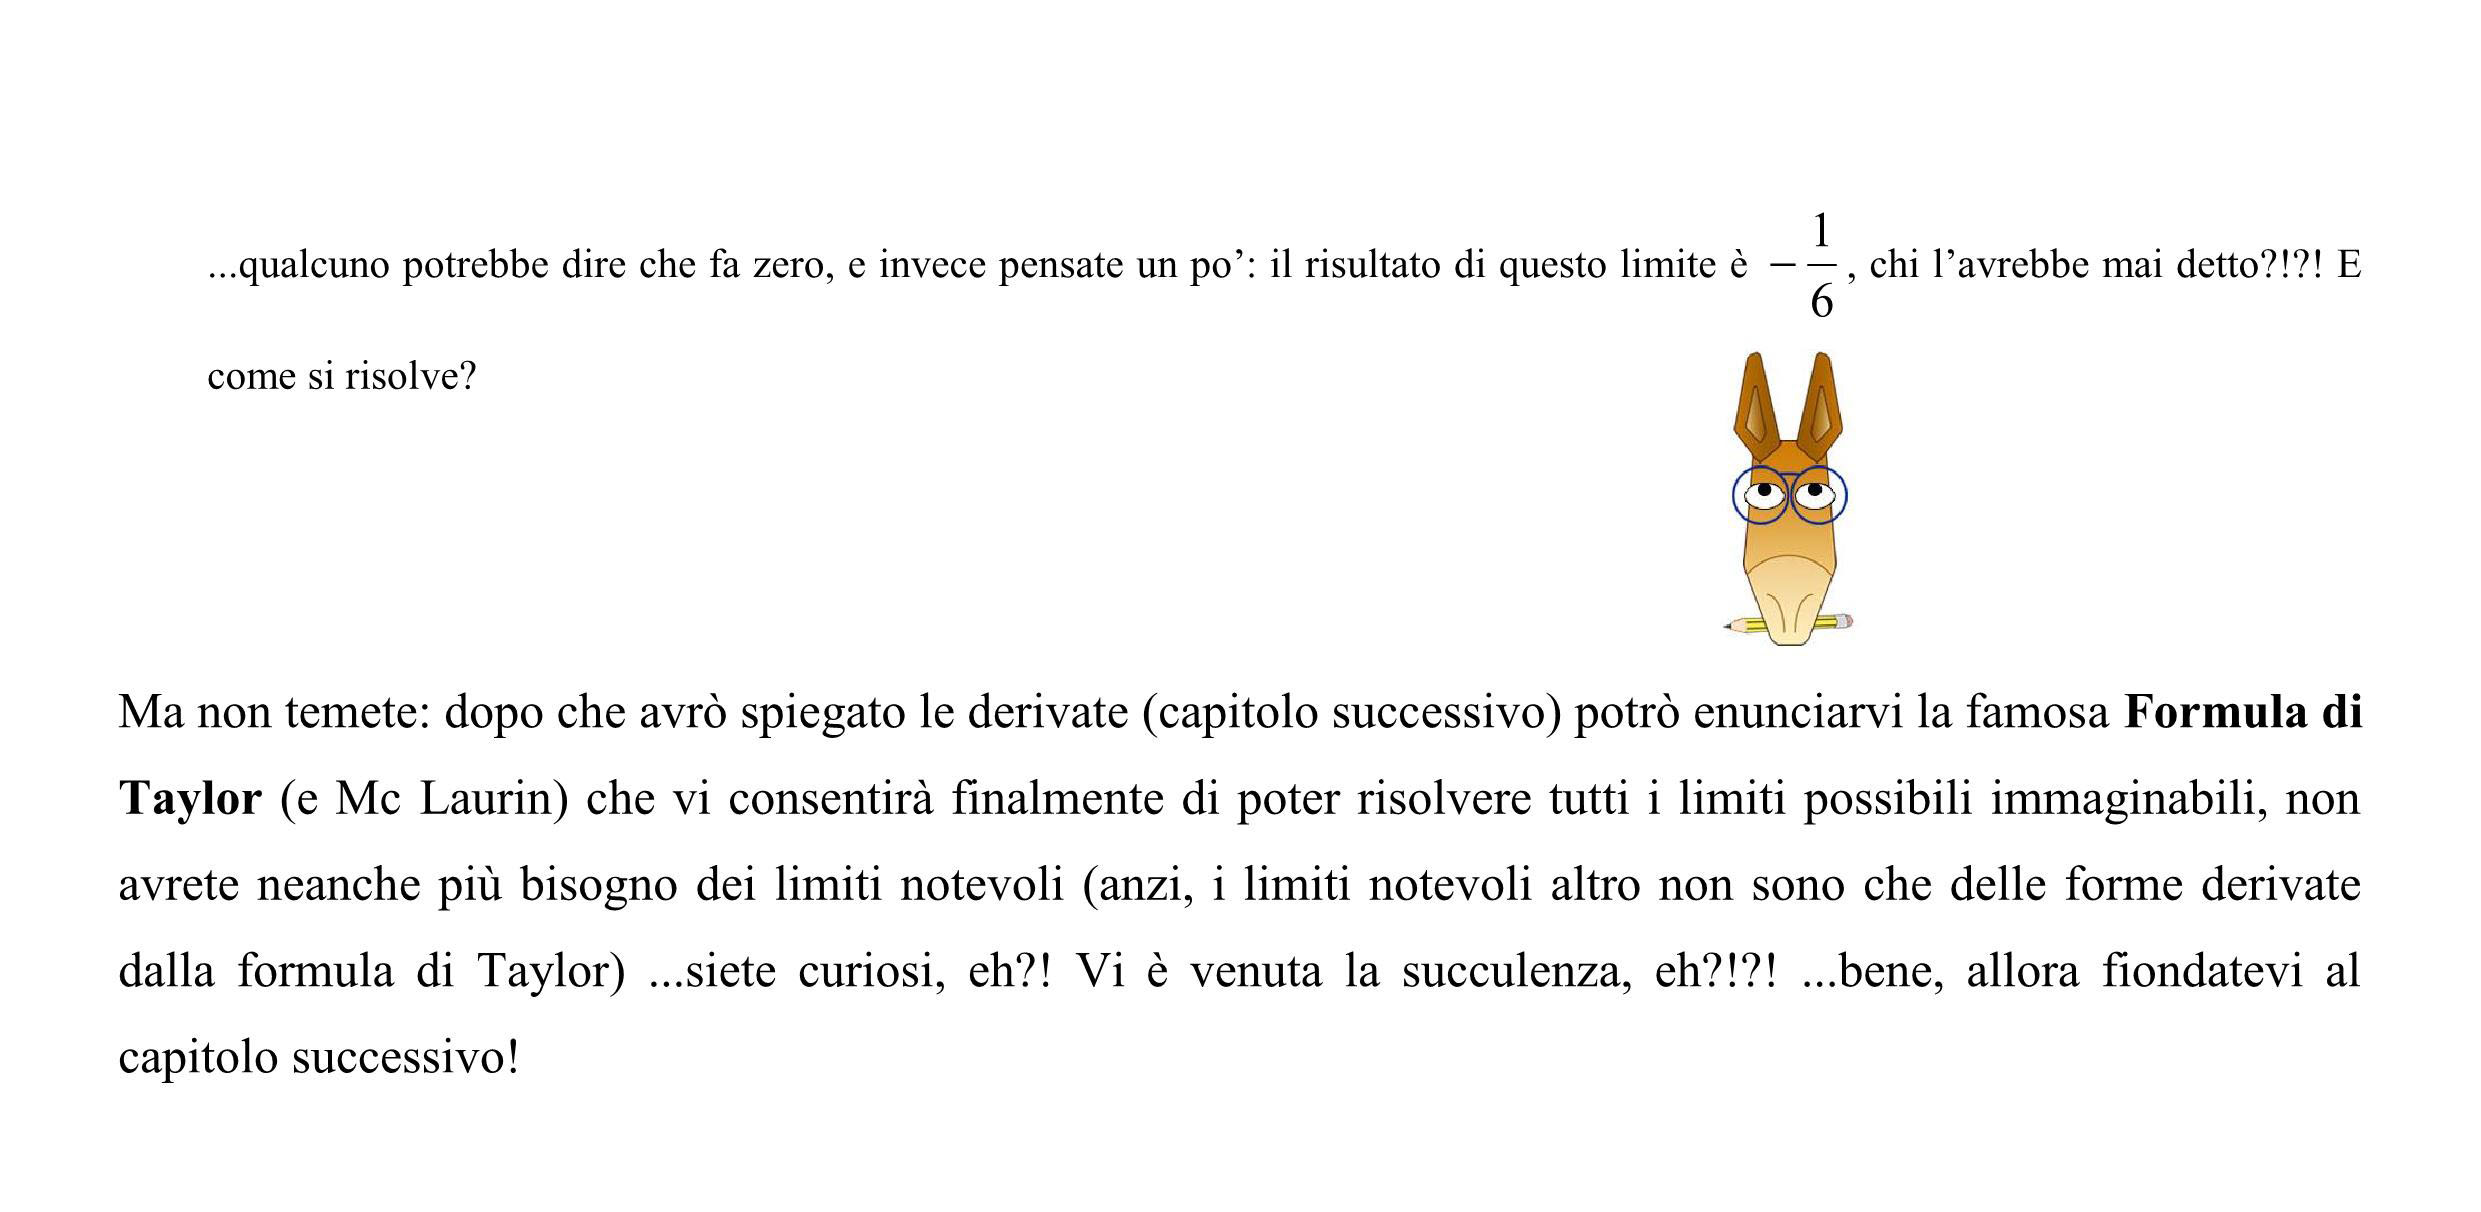 ...qualcuno potrebbe dire che fa zero, e invece pensate un po’: il risultato di questo limite è −1/6, chi l’avrebbe mai detto?!?! E
come si risolve?
Ma non temete: dopo che avrò spiegato le derivate (capitolo successivo) potrò enunciarvi la famosa Formula di
Taylor (e Mc Laurin) che vi consentirà finalmente di poter risolvere tutti i limiti possibili immaginabili, non
avrete neanche più bisogno dei limiti notevoli (anzi, i limiti notevoli altro non sono che delle forme derivate
dalla formula di Taylor) ...siete curiosi, eh?! Vi è venuta la succulenza, eh?!?! ...bene, allora fiondatevi al
capitolo successivo!